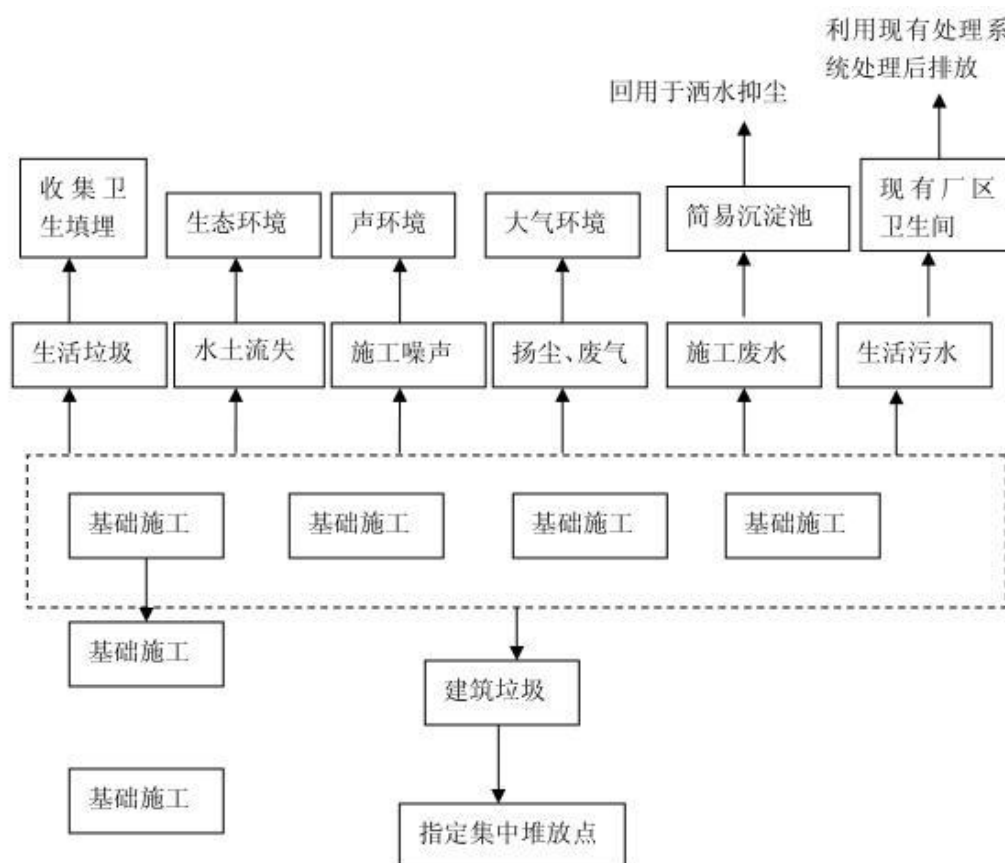 利用现有处理系
统处理后排放
回用于洒水抑尘
收集卫
生填埋
生态环境
声环境
大气环境
简易沉淀池
现有厂区
卫生间
生活垃圾
水土流失
施工噪声
扬尘、废气
施工废水
生活污水
基础施工
基础施工
基础施工
基础施工
基础施工
建筑垃圾
基础施工
指定集中堆放点